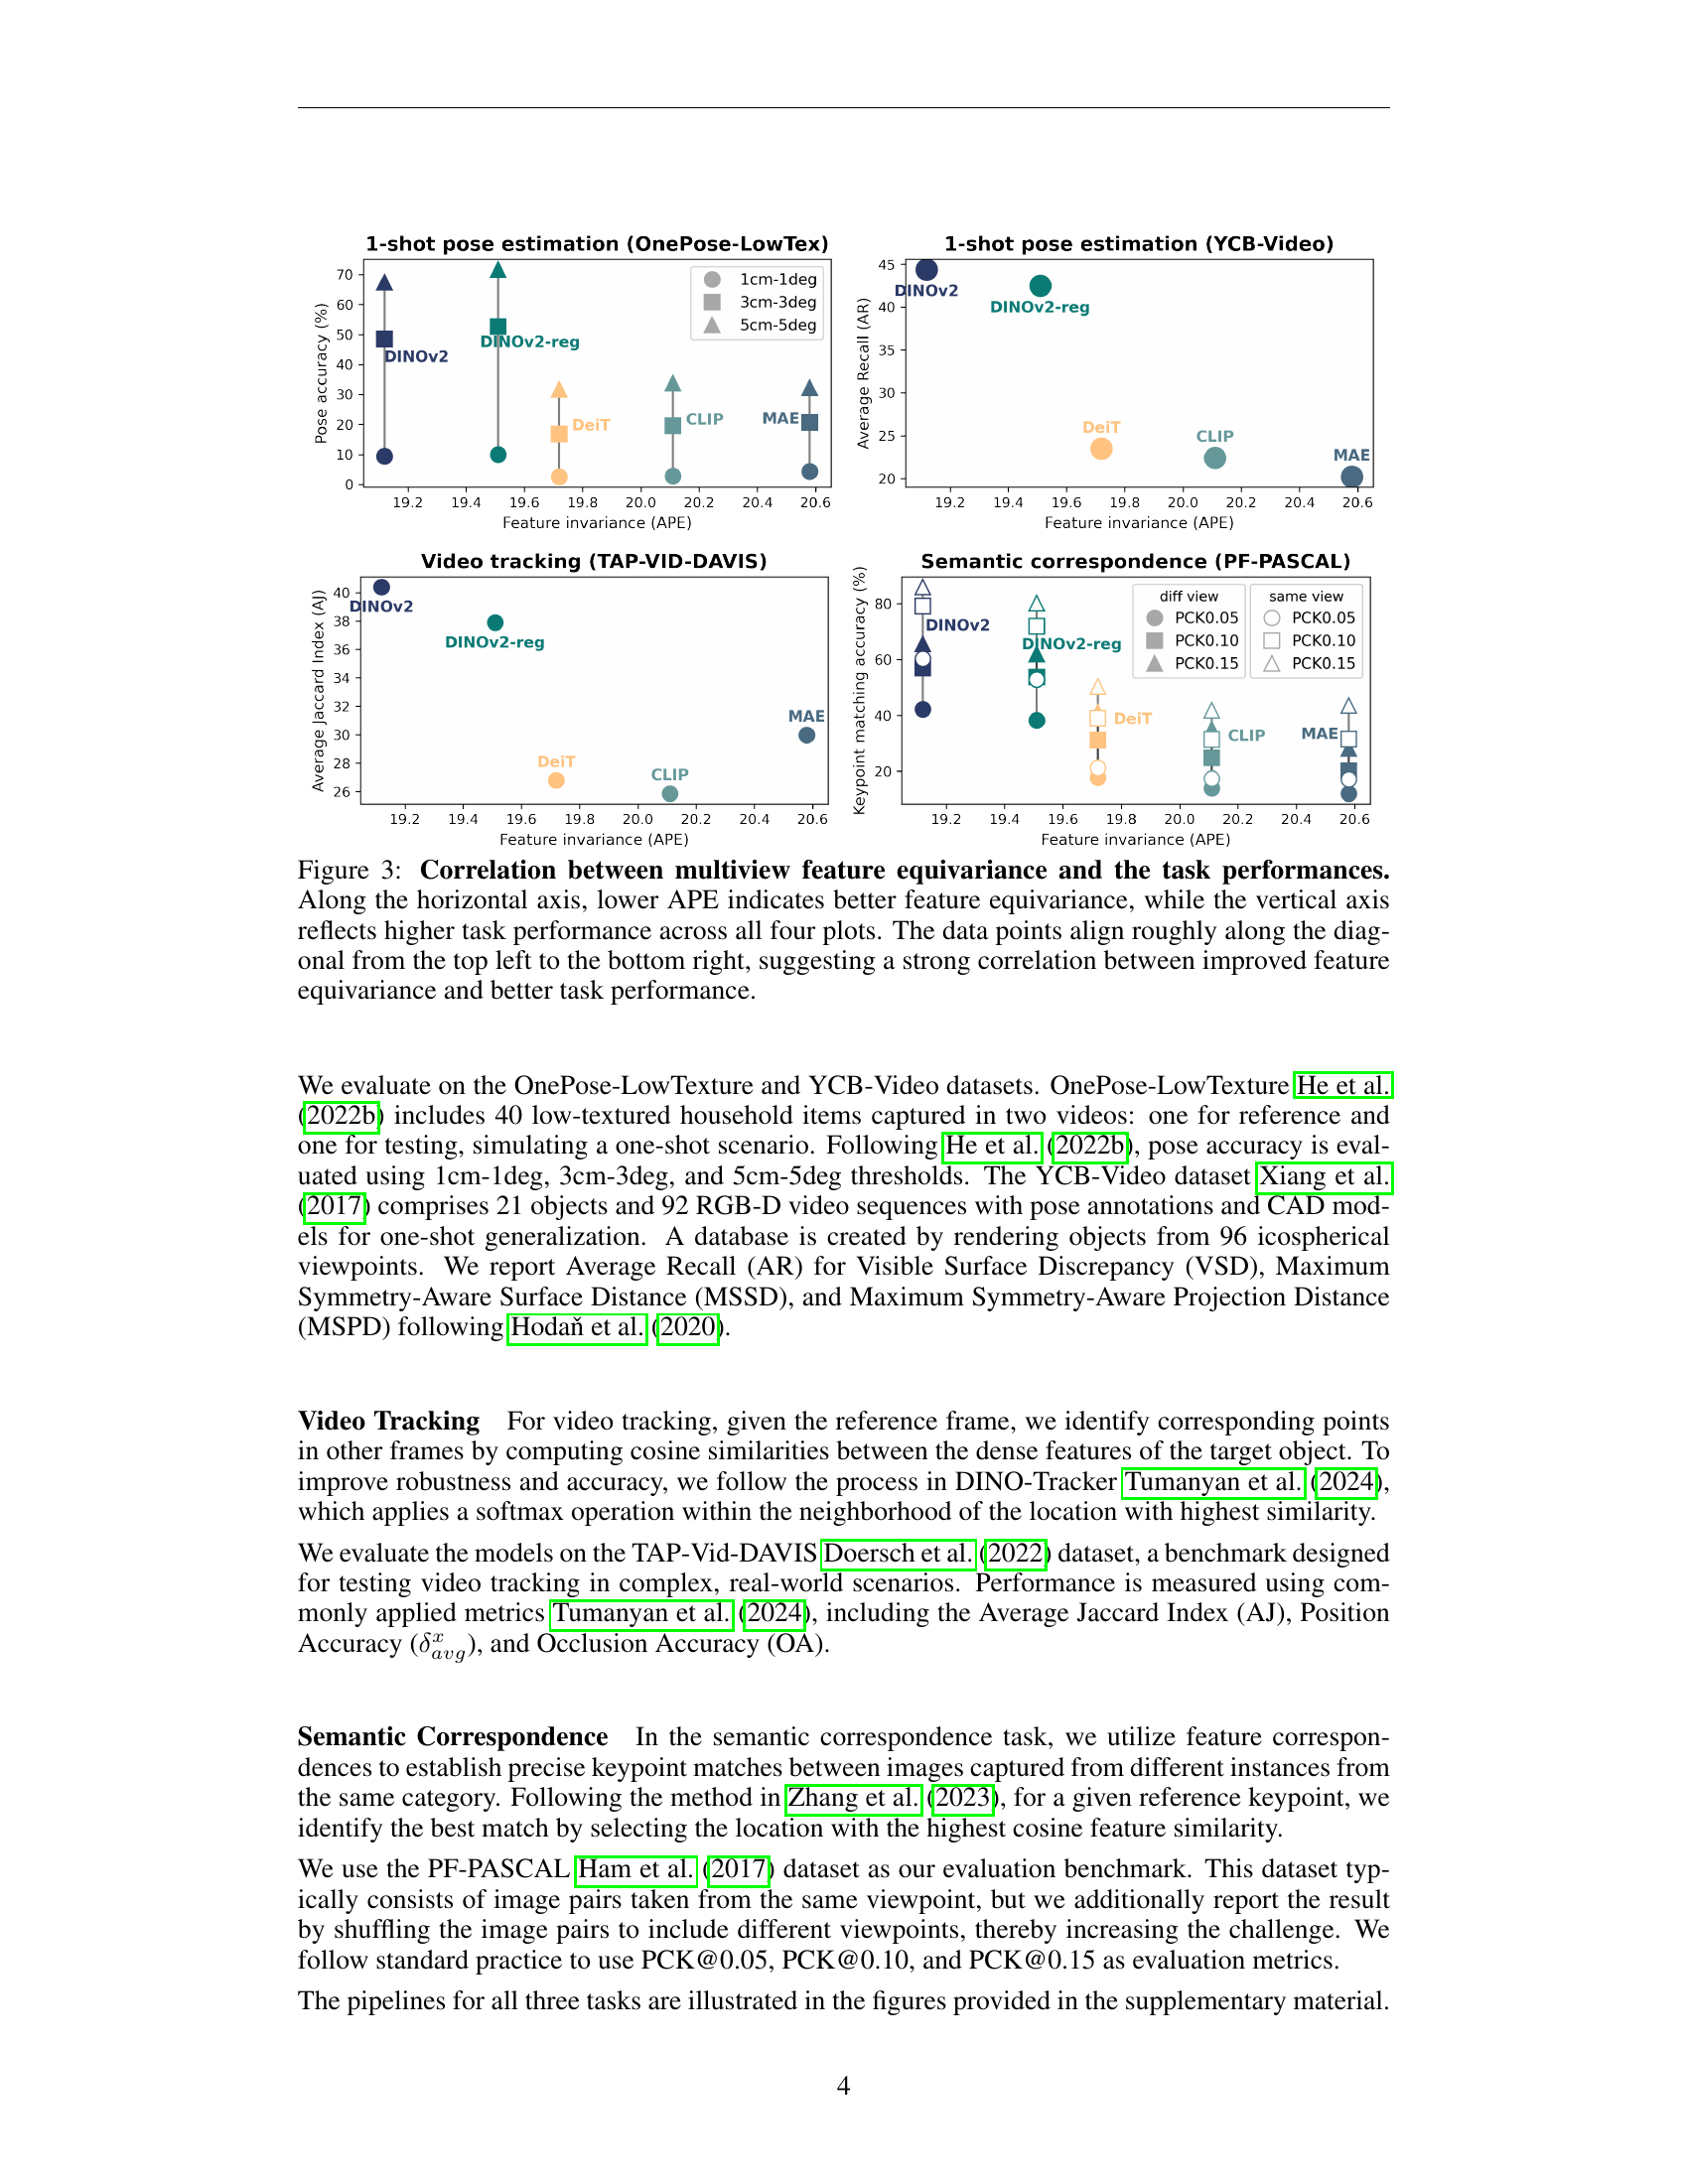 1-shot pose estimation (OnePose-LowTex)
Pose accuracy (%)
70
60
50
40
30
20
10
0
DINOv2
DINOv2-reg
DeiT
CLIP
MAE
1cm-1deg
3cm-3deg
5cm-5deg
19.2 19.4 19.6 19.8 20.0 20.2 20.4 20.6
Feature invariance (APE)
1-shot pose estimation (YCB-Video)
Average Recall (AR)
45
40
35
30
25
20
DINOv2
DINOv2-reg
DeiT
CLIP
MAE
19.2 19.4 19.6 19.8 20.0 20.2 20.4 20.6
Feature invariance (APE)
Video tracking (TAP-VID-DAVIS)
Average Jaccard Index (AJ)
40
38
36
34
32
30
28
26
DINOv2
DINOv2-reg
DeiT
CLIP
MAE
19.2 19.4 19.6 19.8 20.0 20.2 20.4 20.6
Feature invariance (APE)
Semantic correspondence (PF-PASCAL)
Keypoint matching accuracy (%)
80
60
40
20
DINOv2
DINOv2-reg
DeiT
CLIP
MAE
diff view
PCK0.05
PCK0.10
PCK0.15
same view
PCK0.05
PCK0.10
PCK0.15
19.2 19.4 19.6 19.8 20.0 20.2 20.4 20.6
Feature invariance (APE)
Figure 3: Correlation between multiview feature equivariance and the task performances.
Along the horizontal axis, lower APE indicates better feature equivariance, while the vertical axis
reflects higher task performance across all four plots. The data points align roughly along the diag-
onal from the top left to the bottom right, suggesting a strong correlation between improved feature
equivariance and better task performance.
We evaluate on the OnePose-LowTexture and YCB-Video datasets. OnePose-LowTexture He et al.
(2022b) includes 40 low-textured household items captured in two videos: one for reference and
one for testing, simulating a one-shot scenario. Following He et al. (2022b), pose accuracy is eval-
uated using 1cm-1deg, 3cm-3deg, and 5cm-5deg thresholds. The YCB-Video dataset Xiang et al.
(2017) comprises 21 objects and 92 RGB-D video sequences with pose annotations and CAD mod-
els for one-shot generalization. A database is created by rendering objects from 96 icospherical
viewpoints. We report Average Recall (AR) for Visible Surface Discrepancy (VSD), Maximum
Symmetry-Aware Surface Distance (MSSD), and Maximum Symmetry-Aware Projection Distance
(MSPD) following Hodaň et al. (2020).
Video Tracking For video tracking, given the reference frame, we identify corresponding points
in other frames by computing cosine similarities between the dense features of the target object. To
improve robustness and accuracy, we follow the process in DINO-Tracker Tumanyan et al. (2024),
which applies a softmax operation within the neighborhood of the location with highest similarity.
We evaluate the models on the TAP-Vid-DAVIS Doersch et al. (2022) dataset, a benchmark designed
for testing video tracking in complex, real-world scenarios. Performance is measured using com-
monly applied metrics Tumanyan et al. (2024), including the Average Jaccard Index (AJ), Position
Accuracy (δ^x_avg), and Occlusion Accuracy (OA).
Semantic Correspondence In the semantic correspondence task, we utilize feature correspon-
dences to establish precise keypoint matches between images captured from different instances from
the same category. Following the method in Zhang et al. (2023), for a given reference keypoint, we
identify the best match by selecting the location with the highest cosine feature similarity.
We use the PF-PASCAL Ham et al. (2017) dataset as our evaluation benchmark. This dataset typ-
ically consists of image pairs taken from the same viewpoint, but we additionally report the result
by shuffling the image pairs to include different viewpoints, thereby increasing the challenge. We
follow standard practice to use PCK@0.05, PCK@0.10, and PCK@0.15 as evaluation metrics.
The pipelines for all three tasks are illustrated in the figures provided in the supplementary material.
4